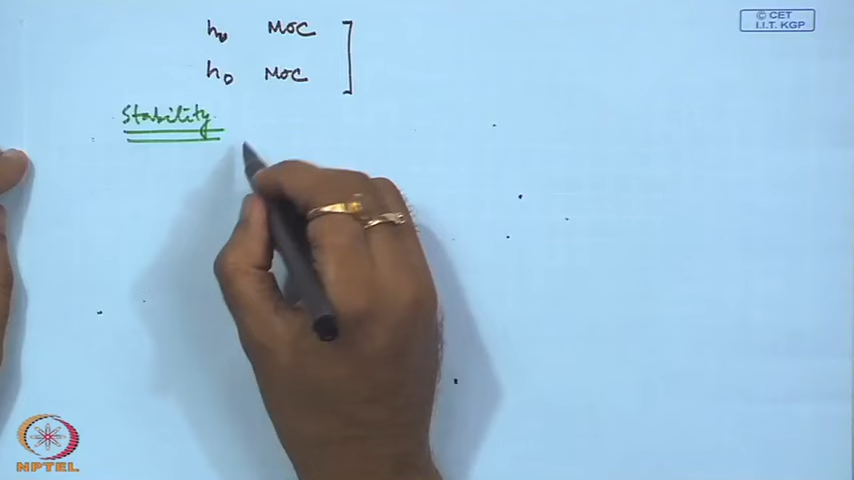 h₀ MOC
h₀ MOC
Stability
© CET
I.I.T. KGP
NPTEL